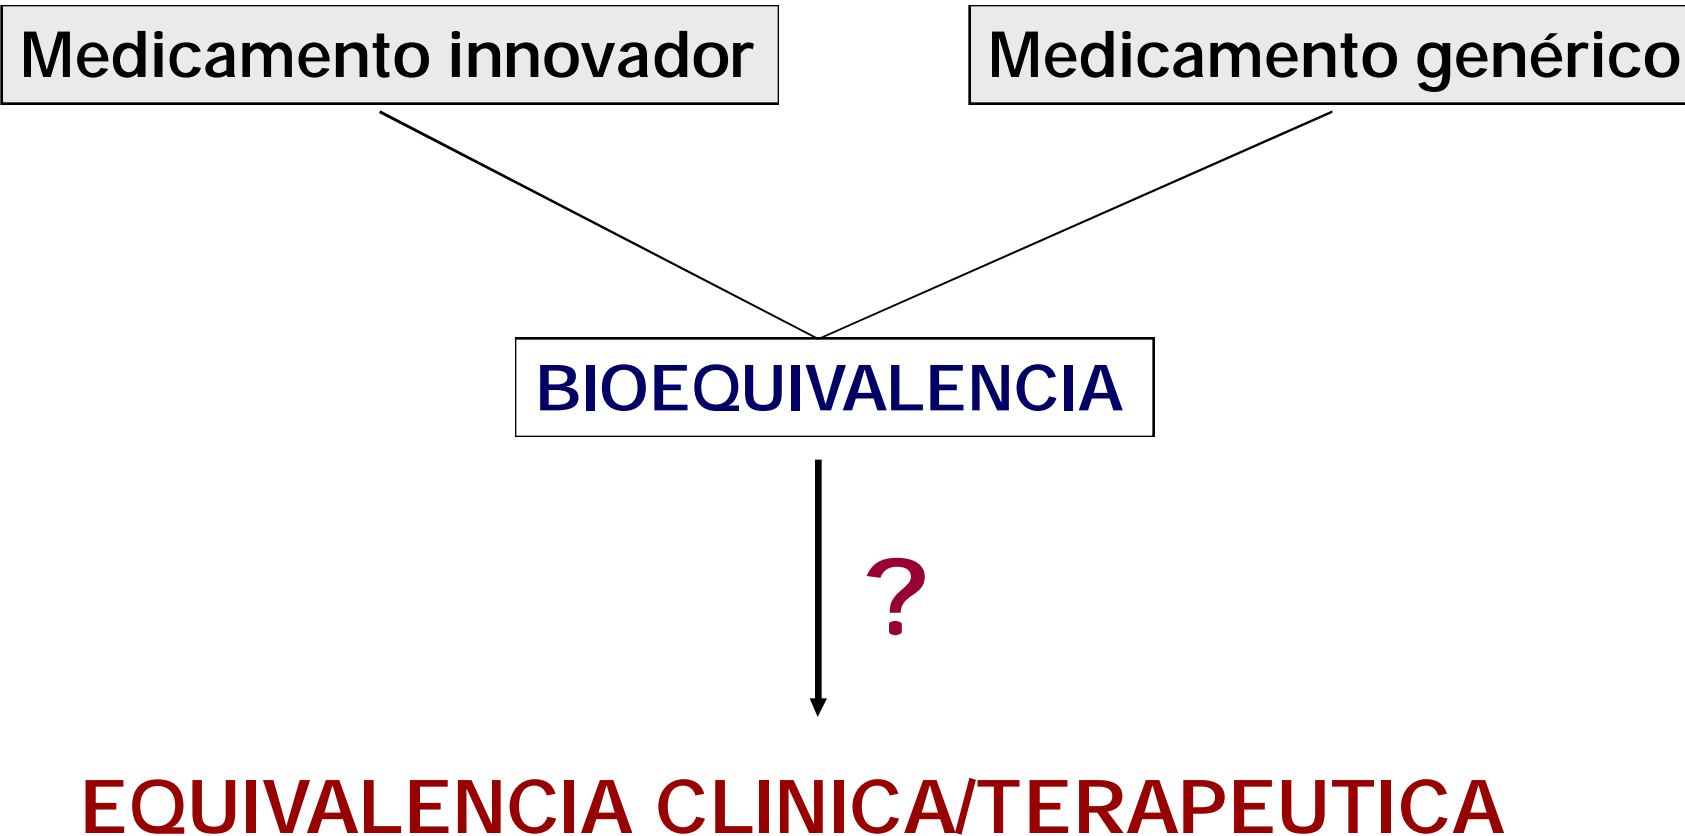 Medicamento innovador
Medicamento genérico
BIOEQUIVALENCIA
?
EQUIVALENCIA CLINICA/TERAPEUTICA